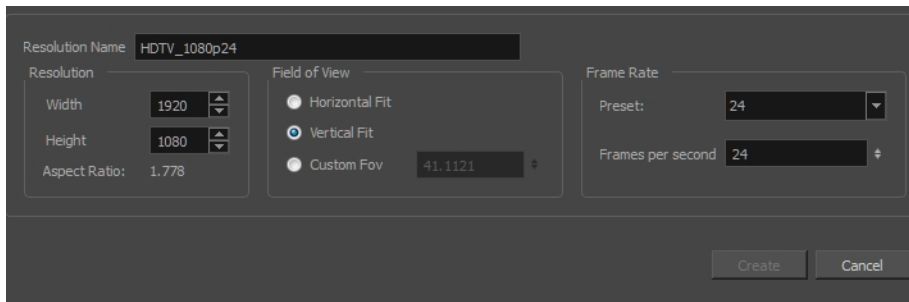 Resolution Name HDTV_1080p24
Resolution
Width 1920
Height 1080
Aspect Ratio: 1.778
Field of View
Horizontal Fit
Vertical Fit
Custom Fov 41.1121
Frame Rate
Preset: 24
Frames per second 24
Create Cancel